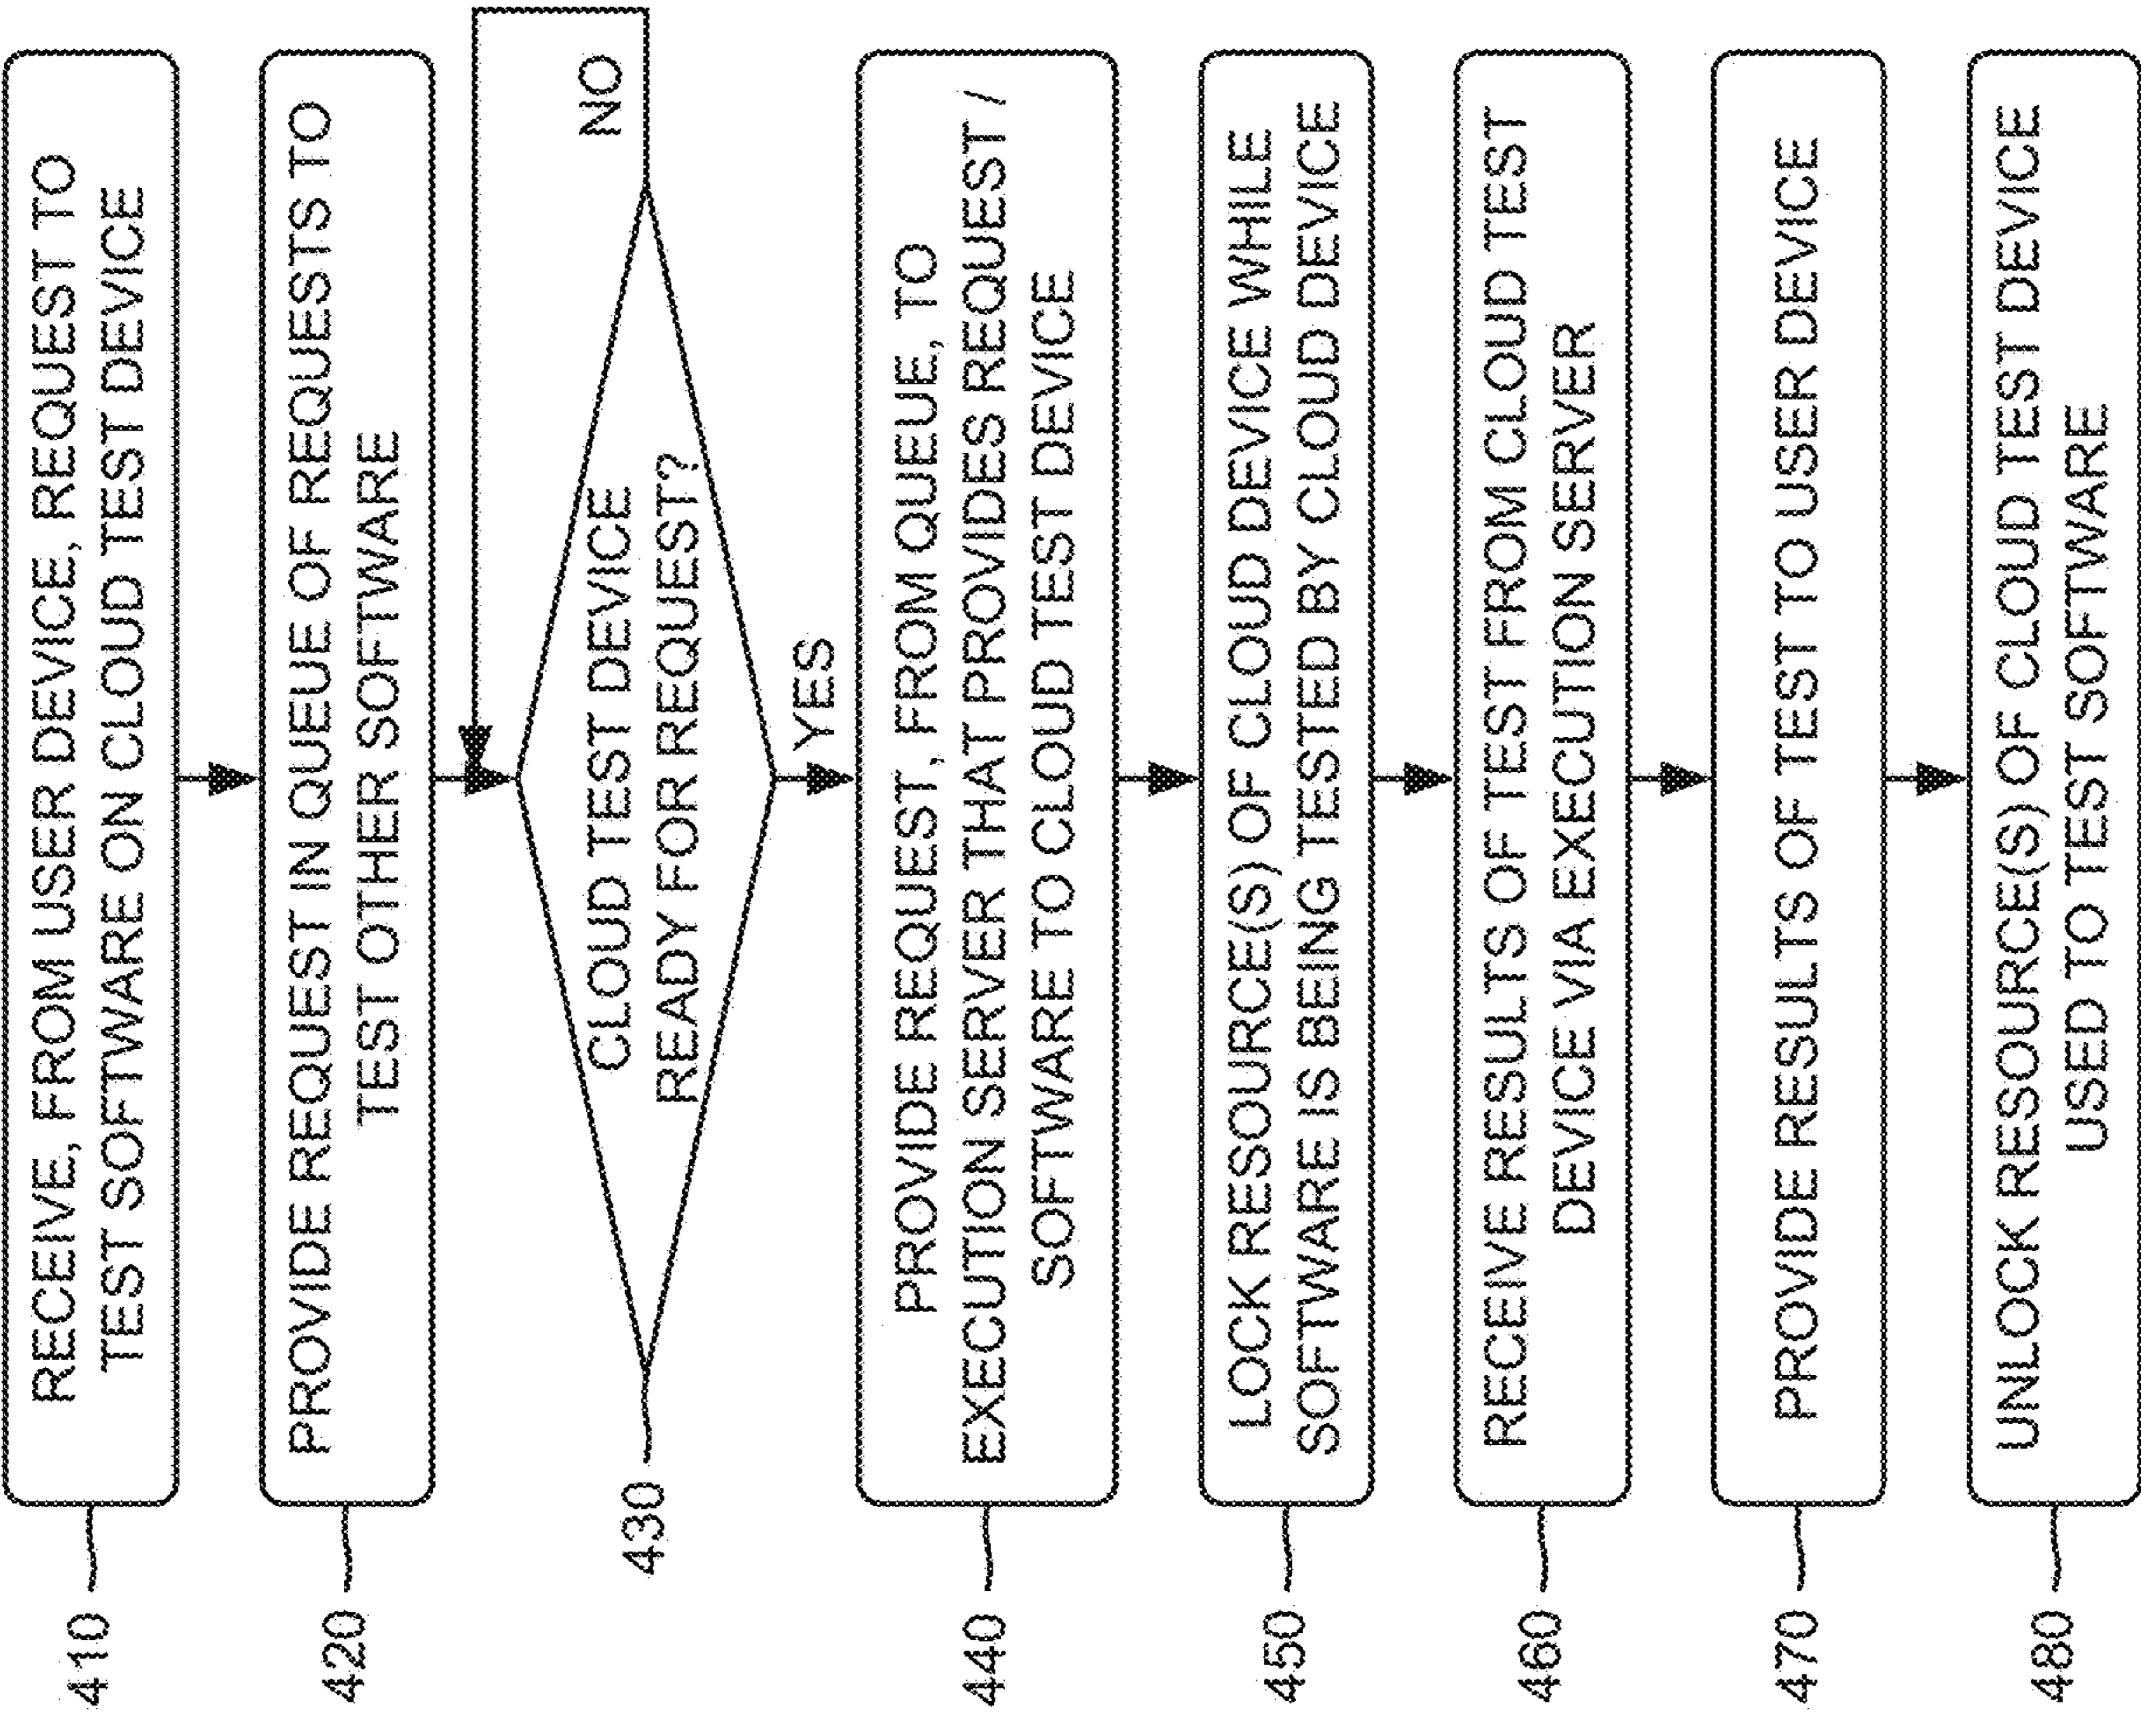 410
RECEIVE, FROM USER DEVICE, REQUEST TO
TEST SOFTWARE ON CLOUD TEST DEVICE
420
PROVIDE REQUEST IN QUEUE OF REQUESTS TO
TEST OTHER SOFTWARE
430
CLOUD TEST DEVICE
READY FOR REQUEST?
NO
YES
440
PROVIDE REQUEST, FROM QUEUE, TO
EXECUTION SERVER THAT PROVIDES REQUEST /
SOFTWARE TO CLOUD TEST DEVICE
450
LOCK RESOURCE(S) OF CLOUD DEVICE WHILE
SOFTWARE IS BEING TESTED BY CLOUD DEVICE
460
RECEIVE RESULTS OF TEST FROM CLOUD TEST
DEVICE VIA EXECUTION SERVER
470
PROVIDE RESULTS OF TEST TO USER DEVICE
480
UNLOCK RESOURCE(S) OF CLOUD TEST DEVICE
USED TO TEST SOFTWARE